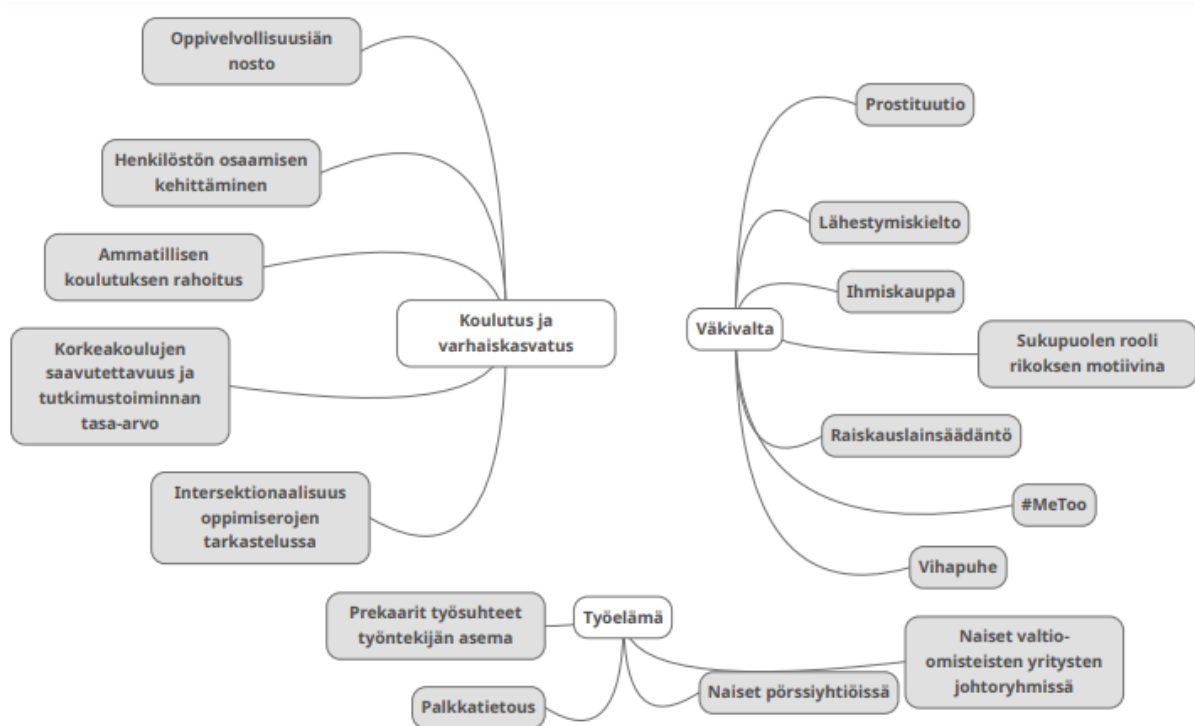 Oppivelvollisuusiän
nosto
Henkilöstön osaamisen
kehittäminen
Ammatillisen
koulutuksen rahoitus
Korkeakoulujen
saavutettavuus ja
tutkimustoiminnan
tasa-arvo
Intersektionaalisuus
oppimiserojen
tarkastelussa
Koulutus ja
varhaiskasvatus
Väkivalta
Prostituutio
Lähestymiskielto
Ihmiskauppa
Sukupuolen rooli
rikoksen motiivina
Raiskauslainsäädäntö
#MeToo
Vihapuhe
Työelämä
Prekaarit työsuhteet
työntekijän asema
Palkkatietous
Naiset pörssiyhtiöissä
Naiset valtio-
omisteisten yritysten
johtoryhmissä